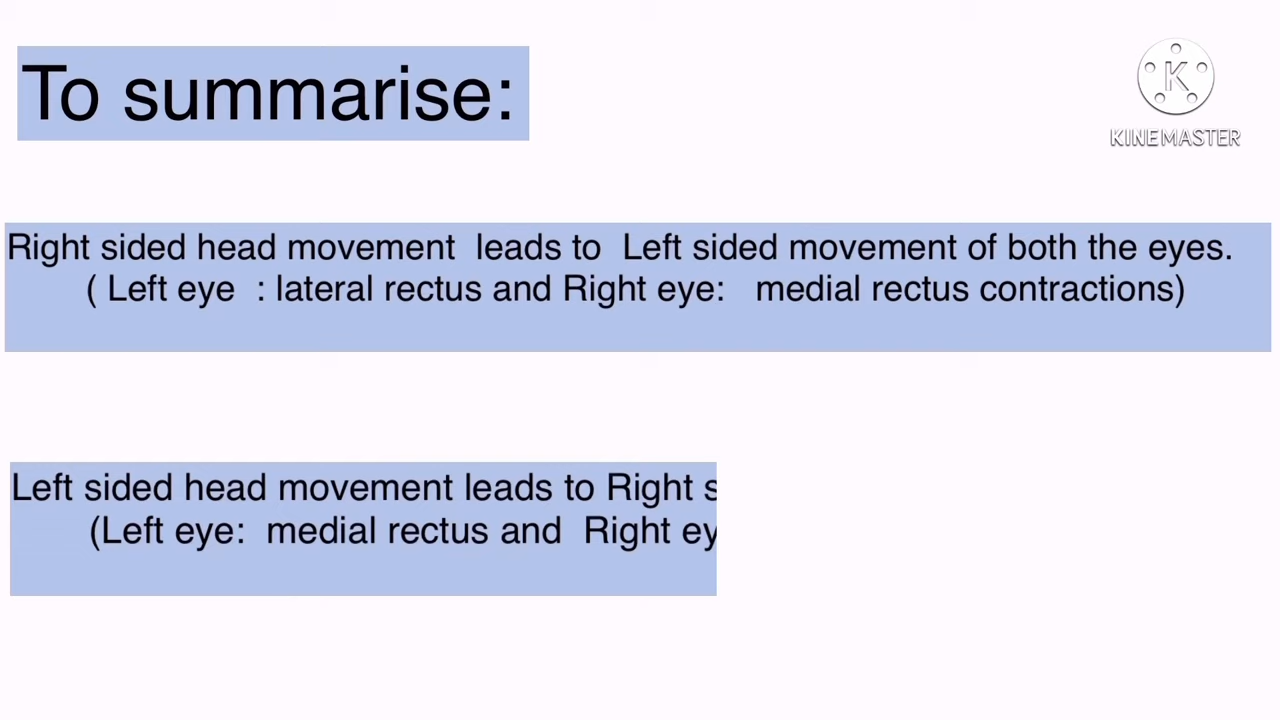 To summarise:
K
KINEMASTER
Right sided head movement leads to Left sided movement of both the eyes.
( Left eye : lateral rectus and Right eye: medial rectus contractions)
Left sided head movement leads to Right
(Left eye: medial rectus and Right